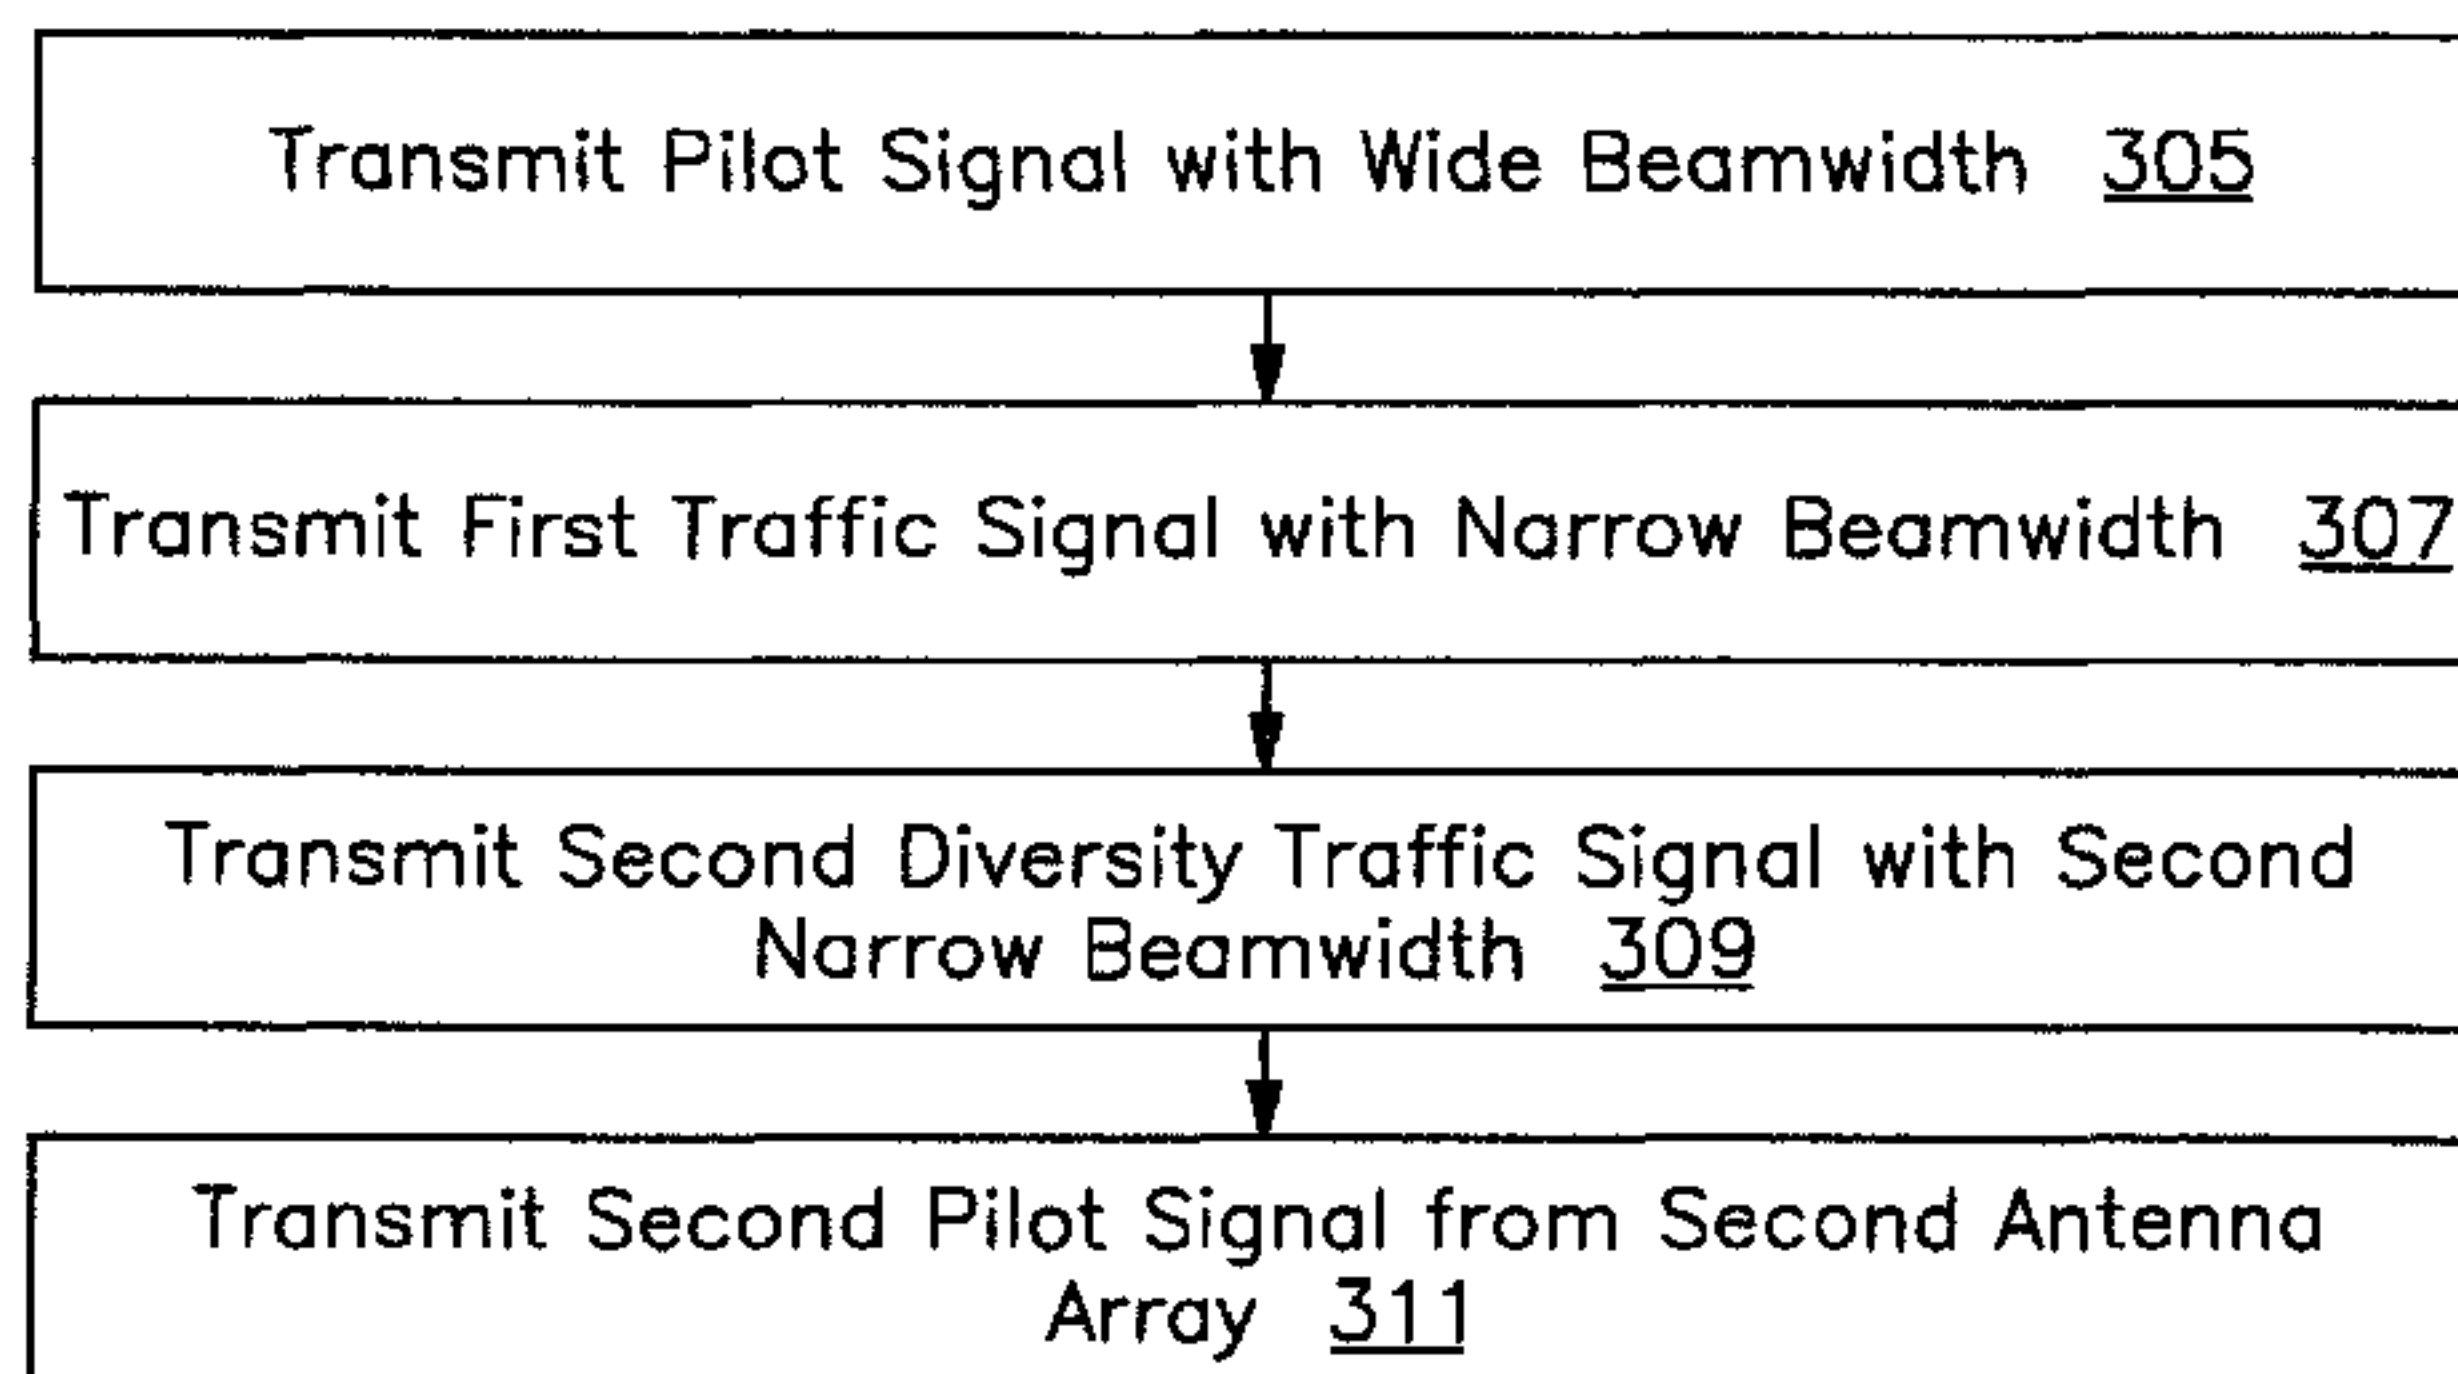 Transmit Pilot Signal with Wide Beamwidth 305
Transmit First Traffic Signal with Narrow Beamwidth 307
Transmit Second Diversity Traffic Signal with Second
Narrow Beamwidth 309
Transmit Second Pilot Signal from Second Antenna
Array 311